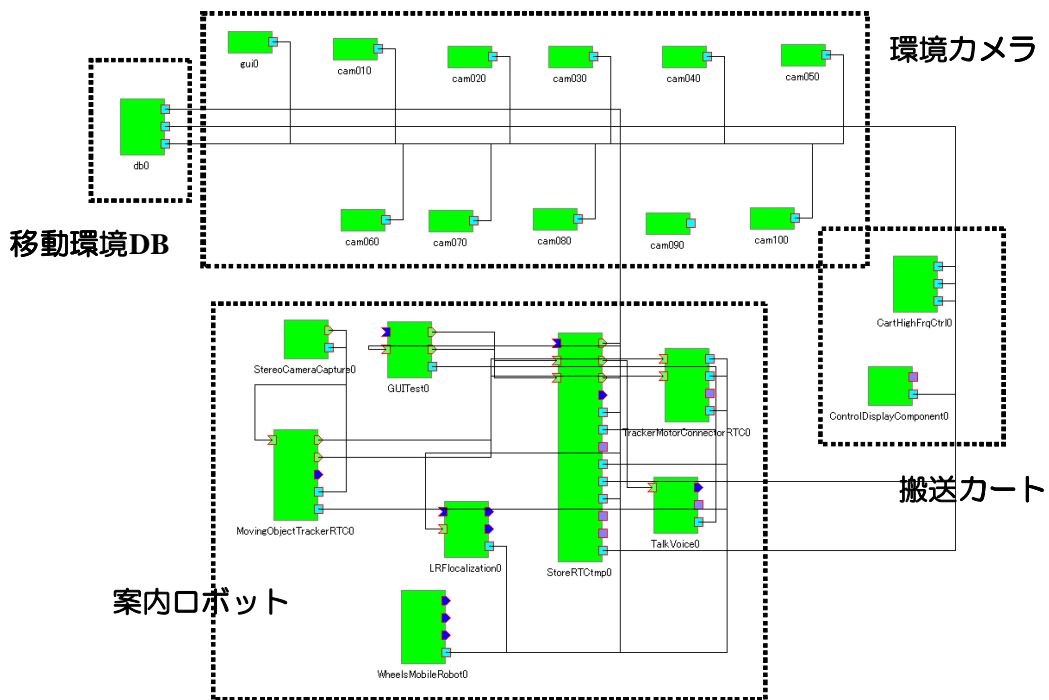 環境カメラ
gui0
cam010
cam020
cam030
cam040
cam050
db0
移動環境DB
cam060
cam070
cam080
cam090
cam100
CartHighFrqCtrl0
ControlDisplayComponent0
搬送カート
StereoCameraCapture0
GUITest0
TrackerMotorConnectorRTC0
MovingObjectTrackerRTC0
LRFlocalization0
StoreRTCtmp0
TalkVoice0
案内ロボット
WheelsMobileRobot0